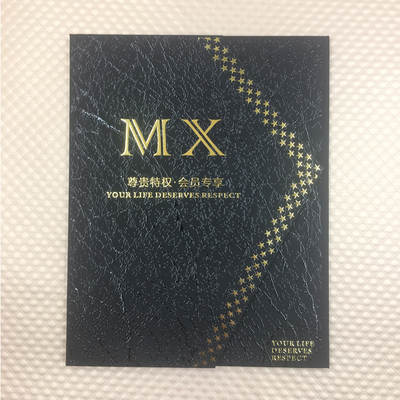 MX
尊贵特权·会员专享
YOUR LIFE DESERVES RESPECT
YOUR LIFE
DESERVES
RESPECT